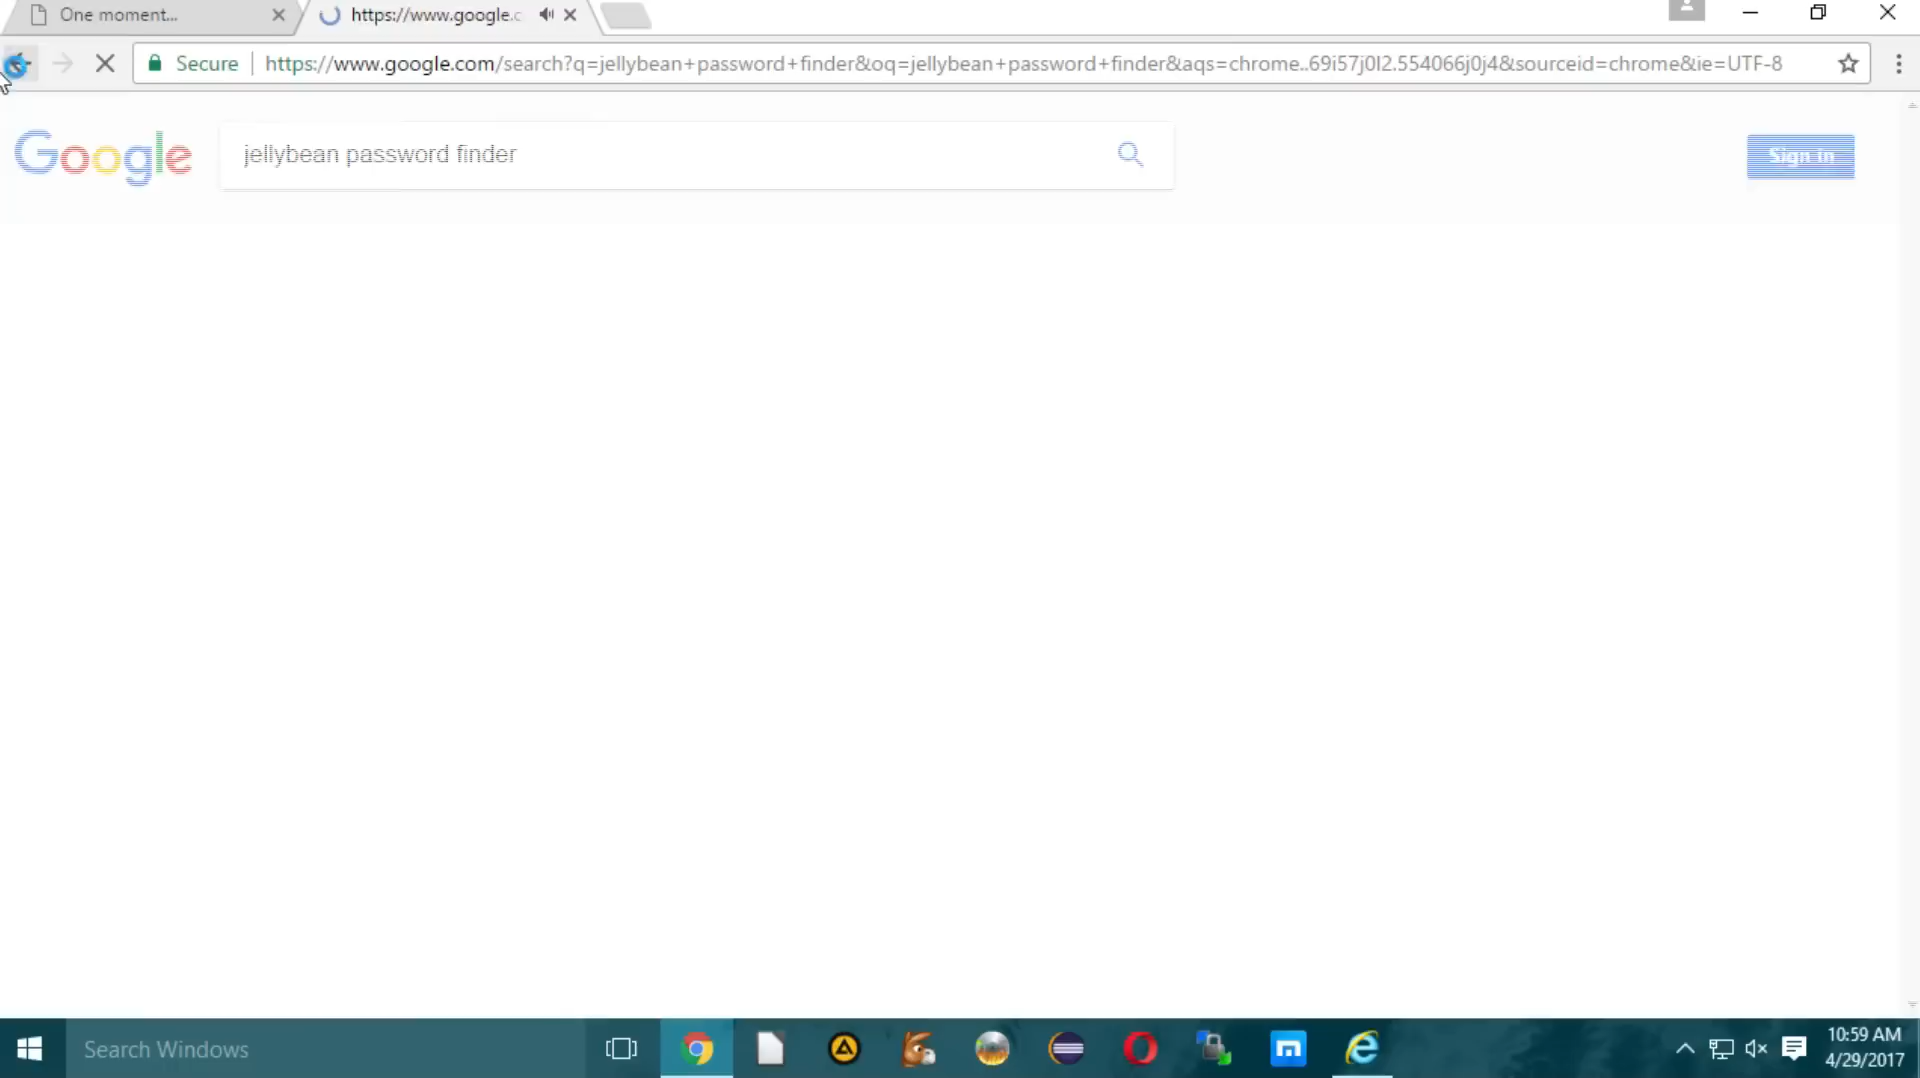 One moment...
https://www.google.c
Secure
https://www.google.com/search?q=jellybean+password+finder&oq=jellybean+password+finder&aqs=chrome..69i57j0l2.554066j0j4&sourceid=chrome&ie=UTF-8
Google
jellybean password finder
Sign in
Search Windows
10:59 AM
4/29/2017